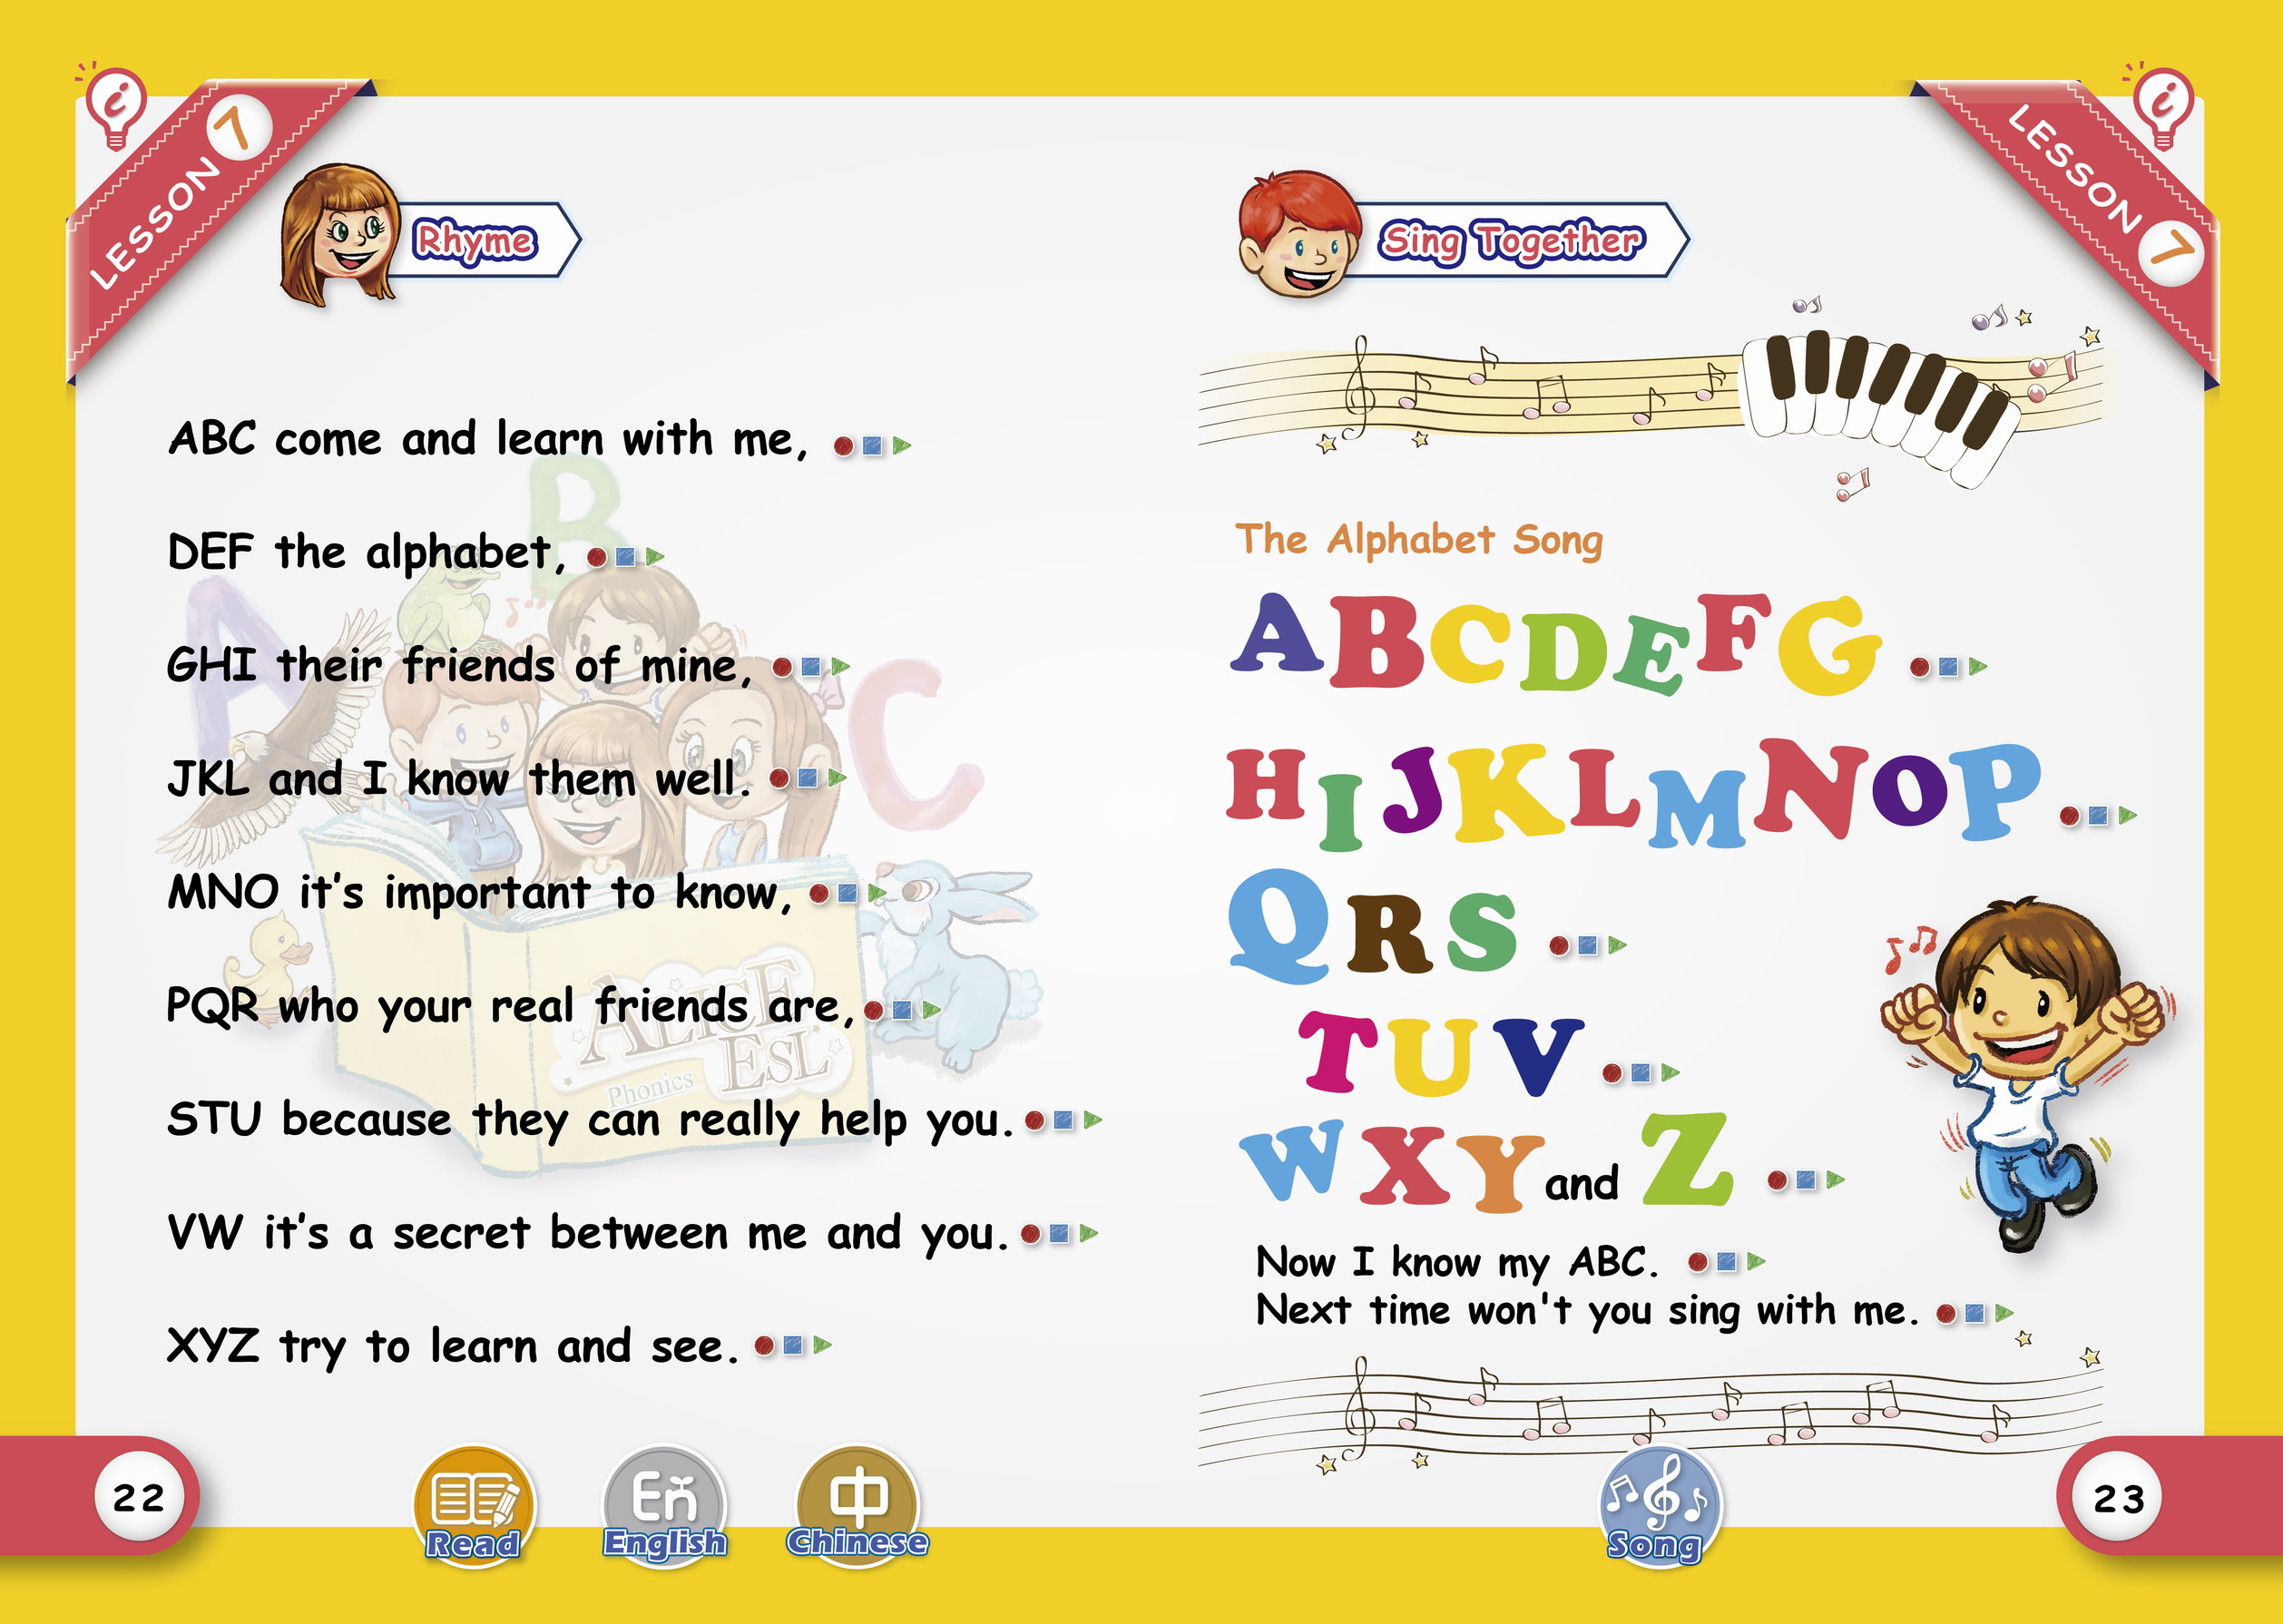 LESSON 7
Rhyme
ABC come and learn with me,
DEF the alphabet,
GHI their friends of mine,
JKL and I know them well.
MNO it's important to know,
PQR who your real friends are,
STU because they can really help you.
VW it's a secret between me and you.
XYZ try to learn and see.
A B C
ALICE
ESL
Phonics
22
Read
En
English
中
Chinese
LESSON 7
Sing Together
The Alphabet Song
ABCDEFG
HIJKLMNOP
QRS
TUV
WXY and Z
Now I know my ABC.
Next time won't you sing with me.
Song
23